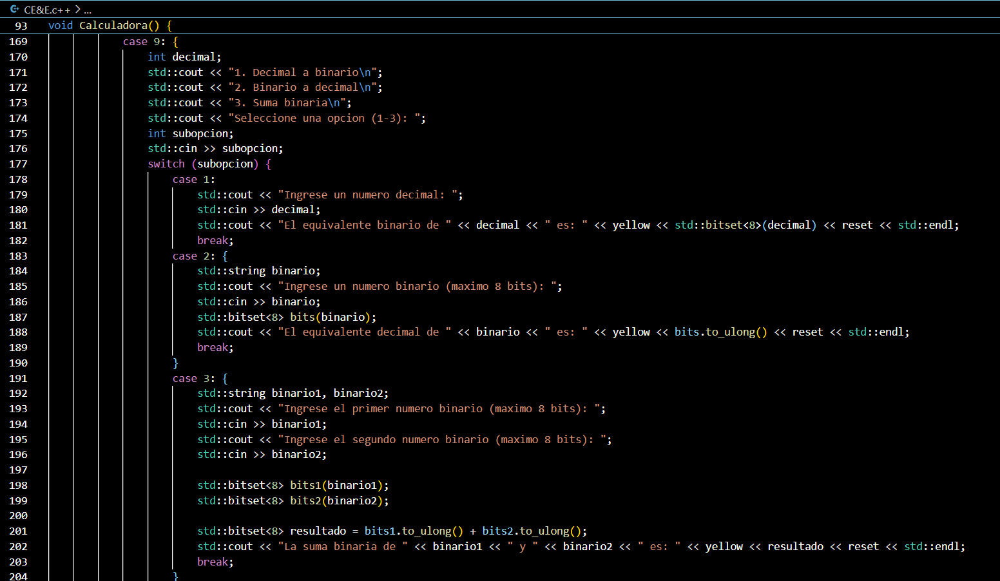 CE&E.c++ > ...
93 void Calculadora() {
169 case 9: {
170 int decimal;
171 std::cout << "1. Decimal a binario\n";
172 std::cout << "2. Binario a decimal\n";
173 std::cout << "3. Suma binaria\n";
174 std::cout << "Seleccione una opcion (1-3): ";
175 int subopcion;
176 std::cin >> subopcion;
177 switch (subopcion) {
178 case 1:
179 std::cout << "Ingrese un numero decimal: ";
180 std::cin >> decimal;
181 std::cout << "El equivalente binario de " << decimal << " es: " << yellow << std::bitset<8>(decimal) << reset << std::endl;
182 break;
183 case 2: {
184 std::string binario;
185 std::cout << "Ingrese un numero binario (maximo 8 bits): ";
186 std::cin >> binario;
187 std::bitset<8> bits(binario);
188 std::cout << "El equivalente decimal de " << binario << " es: " << yellow << bits.to_ulong() << reset << std::endl;
189 break;
190 }
191 case 3: {
192 std::string binario1, binario2;
193 std::cout << "Ingrese el primer numero binario (maximo 8 bits): ";
194 std::cin >> binario1;
195 std::cout << "Ingrese el segundo numero binario (maximo 8 bits): ";
196 std::cin >> binario2;
197
198 std::bitset<8> bits1(binario1);
199 std::bitset<8> bits2(binario2);
200
201 std::bitset<8> resultado = bits1.to_ulong() + bits2.to_ulong();
202 std::cout << "La suma binaria de " << binario1 << " y " << binario2 << " es: " << yellow << resultado << reset << std::endl;
203 break;
204 }